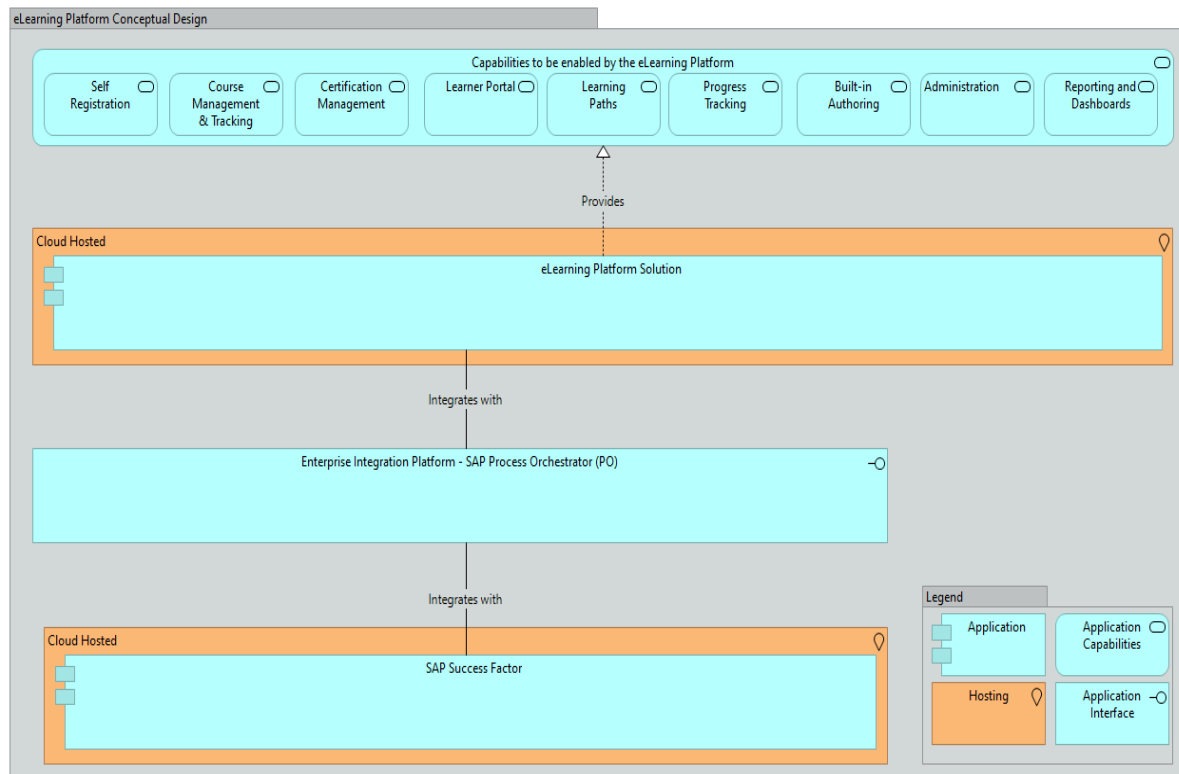 eLearning Platform Conceptual Design
Capabilities to be enabled by the eLearning Platform
Self
Registration
Course
Management
& Tracking
Certification
Management
Learner Portal
Learning
Paths
Progress
Tracking
Built-in
Authoring
Administration
Reporting and
Dashboards
Provides
Cloud Hosted
eLearning Platform Solution
Integrates with
Enterprise Integration Platform - SAP Process Orchestrator (PO)
Integrates with
Cloud Hosted
SAP Success Factor
Legend
Application
Application
Capabilities
Hosting
Application
Interface